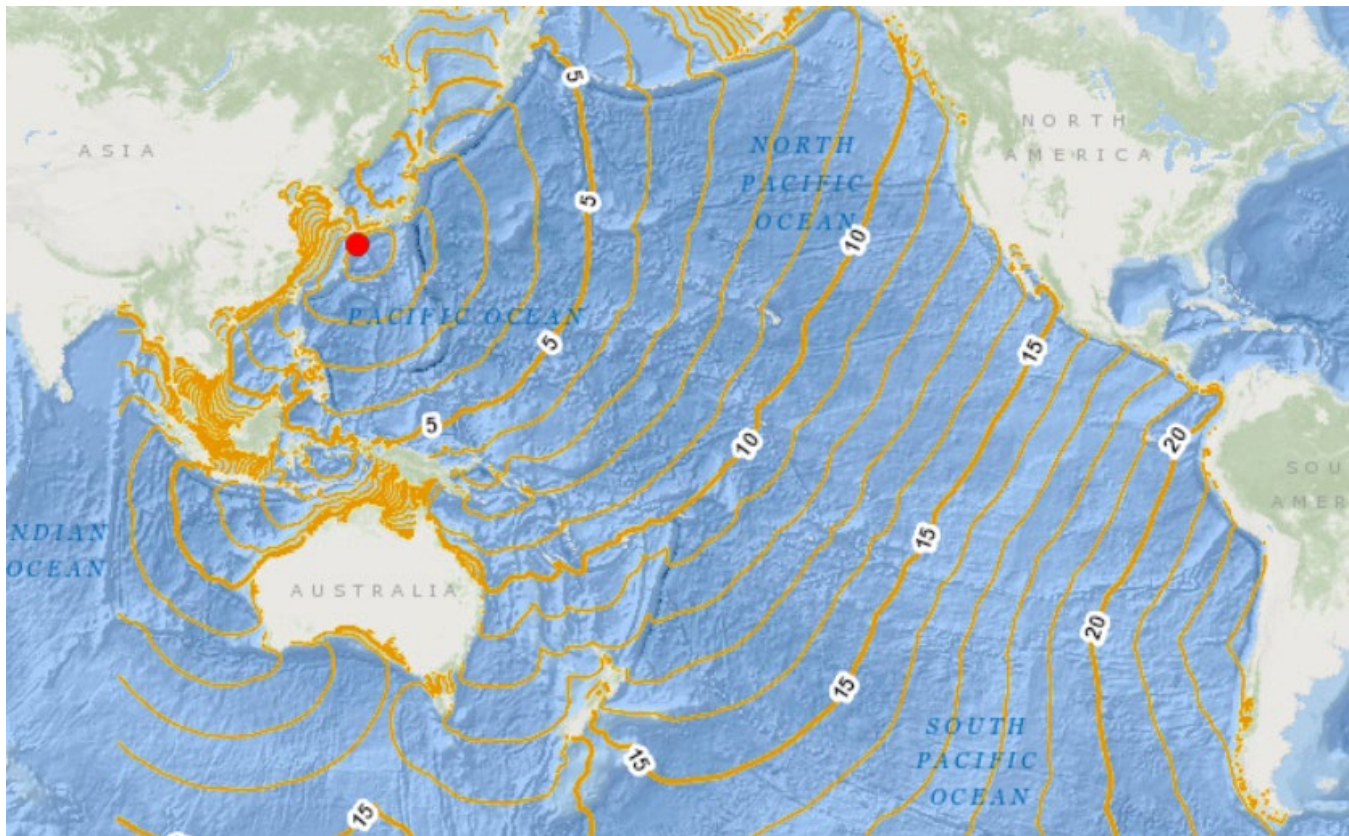 5
NORTH
AMERICA
ASIA
NORTH
PACIFIC
OCEAN
5
10
PACIFIC OCEAN
5
15
5
10
20
SOU
AMER
NDIAN
OCEAN
15
AUSTRALIA
20
15
SOUTH
PACIFIC
OCEAN
15
15